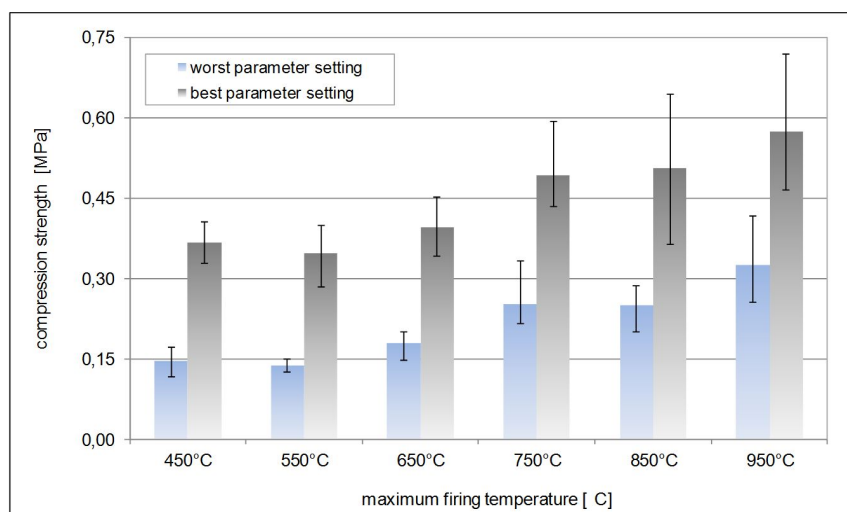 0,75
worst parameter setting
best parameter setting
0,60
0,45
0,30
0,15
0,00
compression strength [MPa]
450°C 550°C 650°C 750°C 850°C 950°C
maximum firing temperature [ C]